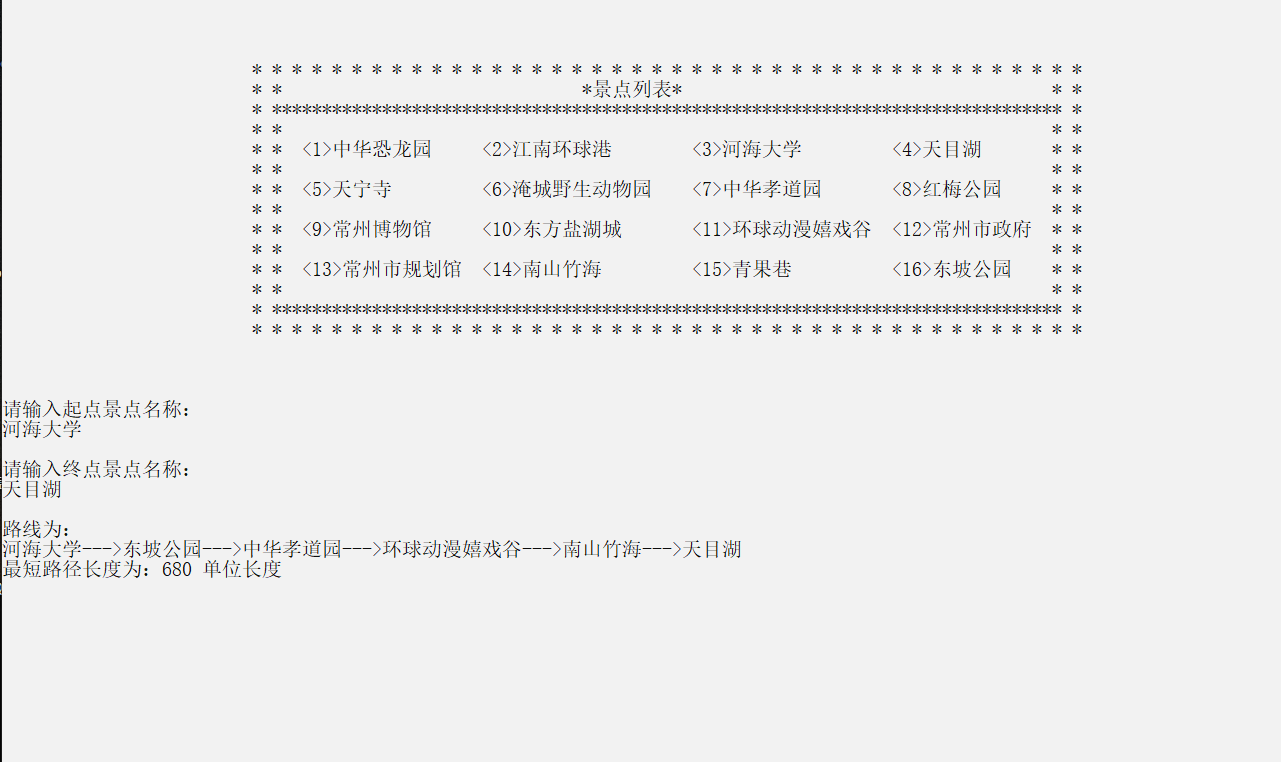 * * * * * * * * * * * * * * * * * * * * * * * * * * * * * * * * * * * * * * * * * *
* *                              *景点列表*                                     * *
* ******************************************************************************* *
* *                                                                             * *
* *  <1>中华恐龙园     <2>江南环球港        <3>河海大学         <4>天目湖       * *
* *                                                                             * *
* *  <5>天宁寺         <6>淹城野生动物园    <7>中华孝道园       <8>红梅公园     * *
* *                                                                             * *
* *  <9>常州博物馆     <10>东方盐湖城       <11>环球动漫嬉戏谷  <12>常州市政府  * *
* *                                                                             * *
* *  <13>常州市规划馆  <14>南山竹海         <15>青果巷          <16>东坡公园    * *
* *                                                                             * *
* ******************************************************************************* *
* * * * * * * * * * * * * * * * * * * * * * * * * * * * * * * * * * * * * * * * * *
请输入起点景点名称:
河海大学
请输入终点景点名称:
天目湖
路线为:
河海大学--->东坡公园--->中华孝道园--->环球动漫嬉戏谷--->南山竹海--->天目湖
最短路径长度为: 680 单位长度